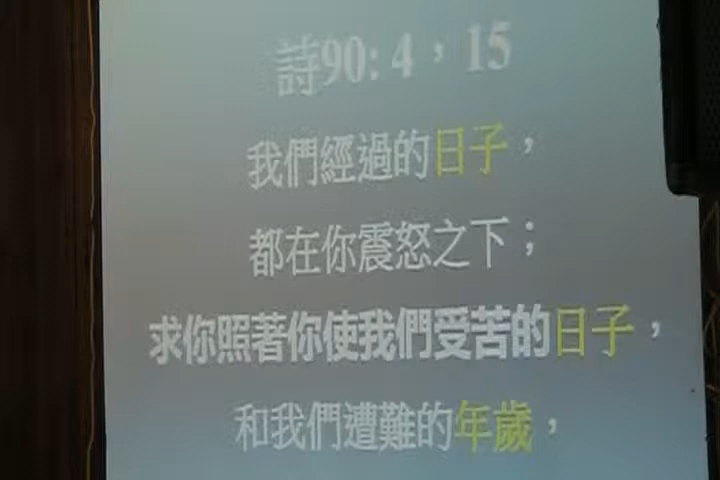 詩90: 4，15
我們經過的日子，
都在你震怒之下；
求你照著你使我們受苦的日子，
和我們遭難的年歲，